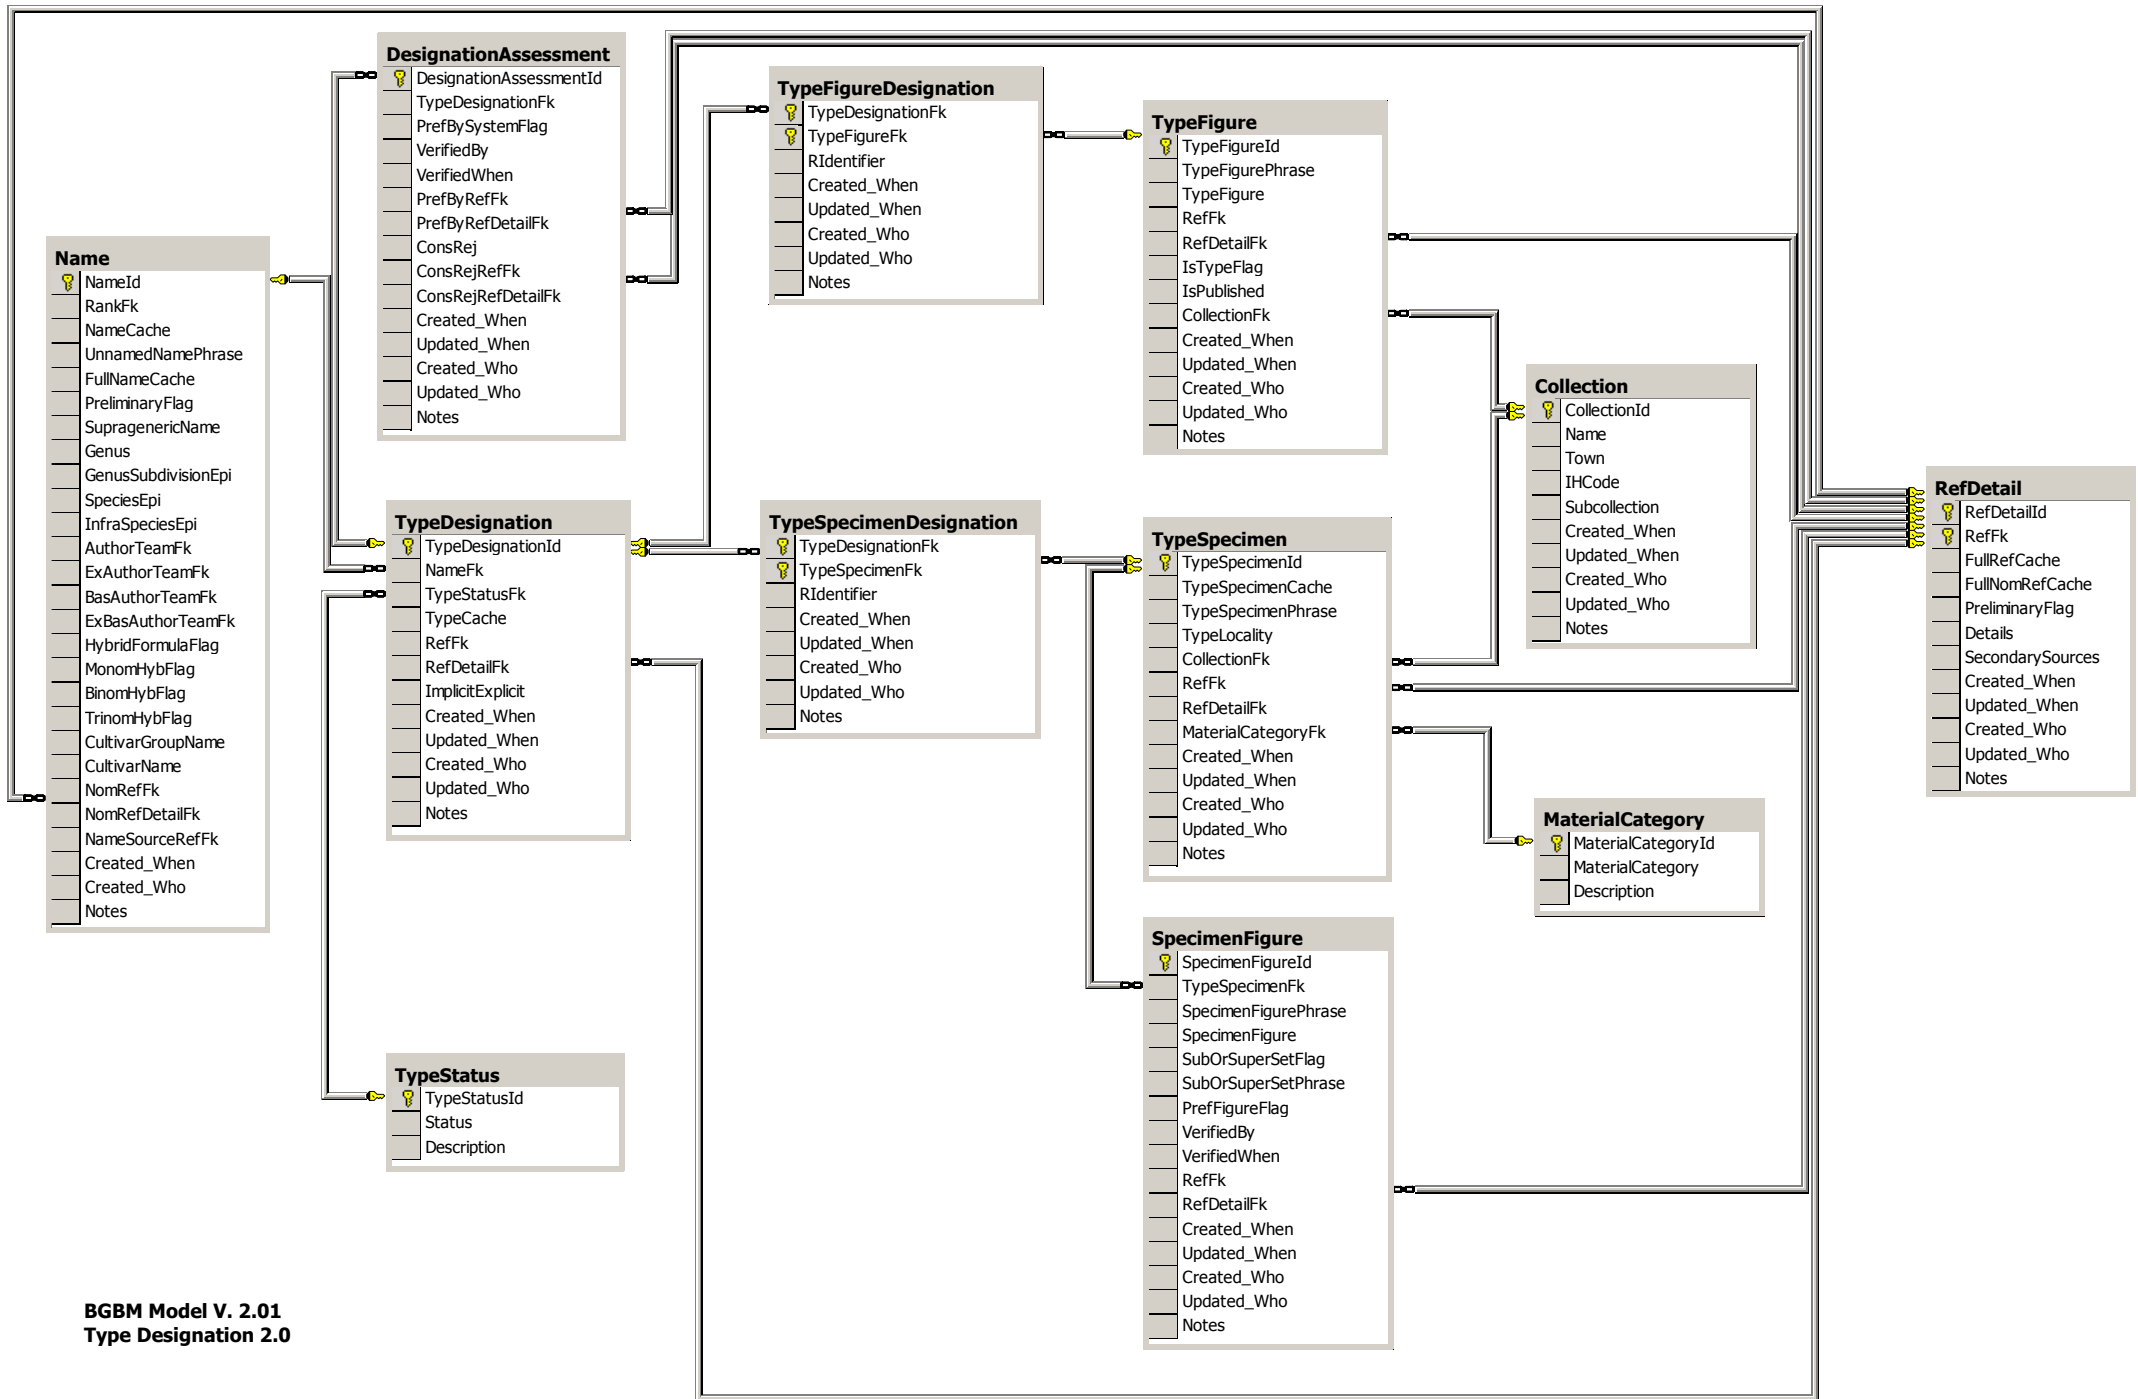 DesignationAssessment
DesignationAssessmentId
TypeDesignationFk
PrefBySystemFlag
VerifiedBy
VerifiedWhen
PrefByRefFk
PrefByRefDetailFk
ConsRej
ConsRejRefFk
ConsRejRefDetailFk
Created_When
Updated_When
Created_Who
Updated_Who
Notes
TypeFigureDesignation
TypeDesignationFk
TypeFigureFk
RIdentifier
Created_When
Updated_When
Created_Who
Updated_Who
Notes
TypeFigure
TypeFigureId
TypeFigurePhrase
TypeFigure
RefFk
RefDetailFk
IsTypeFlag
IsPublished
CollectionFk
Created_When
Updated_When
Created_Who
Updated_Who
Notes
Name
NameId
RankFk
NameCache
UnnamedNamePhrase
FullNameCache
PreliminaryFlag
SupragenericName
Genus
GenusSubdivisionEpi
SpeciesEpi
InfraSpeciesEpi
AuthorTeamFk
ExAuthorTeamFk
BasAuthorTeamFk
ExBasAuthorTeamFk
HybridFormulaFlag
MonomHybFlag
BinomHybFlag
TrinomHybFlag
CultivarGroupName
CultivarName
NomRefFk
NomRefDetailFk
NameSourceRefFk
Created_When
Created_Who
Notes
Collection
CollectionId
Name
Town
IHCode
Subcollection
Created_When
Updated_When
Created_Who
Updated_Who
Notes
RefDetail
RefDetailId
RefFk
FullRefCache
FullNomRefCache
PreliminaryFlag
Details
SecondarySources
Created_When
Updated_When
Created_Who
Updated_Who
Notes
TypeDesignation
TypeDesignationId
NameFk
TypeStatusFk
TypeCache
RefFk
RefDetailFk
ImplicitExplicit
Created_When
Updated_When
Created_Who
Updated_Who
Notes
TypeSpecimenDesignation
TypeDesignationFk
TypeSpecimenFk
RIdentifier
Created_When
Updated_When
Created_Who
Updated_Who
Notes
TypeSpecimen
TypeSpecimenId
TypeSpecimenCache
TypeSpecimenPhrase
TypeLocality
CollectionFk
RefFk
RefDetailFk
MaterialCategoryFk
Created_When
Updated_When
Created_Who
Updated_Who
Notes
MaterialCategory
MaterialCategoryId
MaterialCategory
Description
SpecimenFigure
SpecimenFigureId
TypeSpecimenFk
SpecimenFigurePhrase
SpecimenFigure
SubOrSuperSetFlag
SubOrSuperSetPhrase
PrefFigureFlag
VerifiedBy
VerifiedWhen
RefFk
RefDetailFk
Created_When
Updated_When
Created_Who
Updated_Who
Notes
TypeStatus
TypeStatusId
Status
Description
BGBM Model V. 2.01
Type Designation 2.0